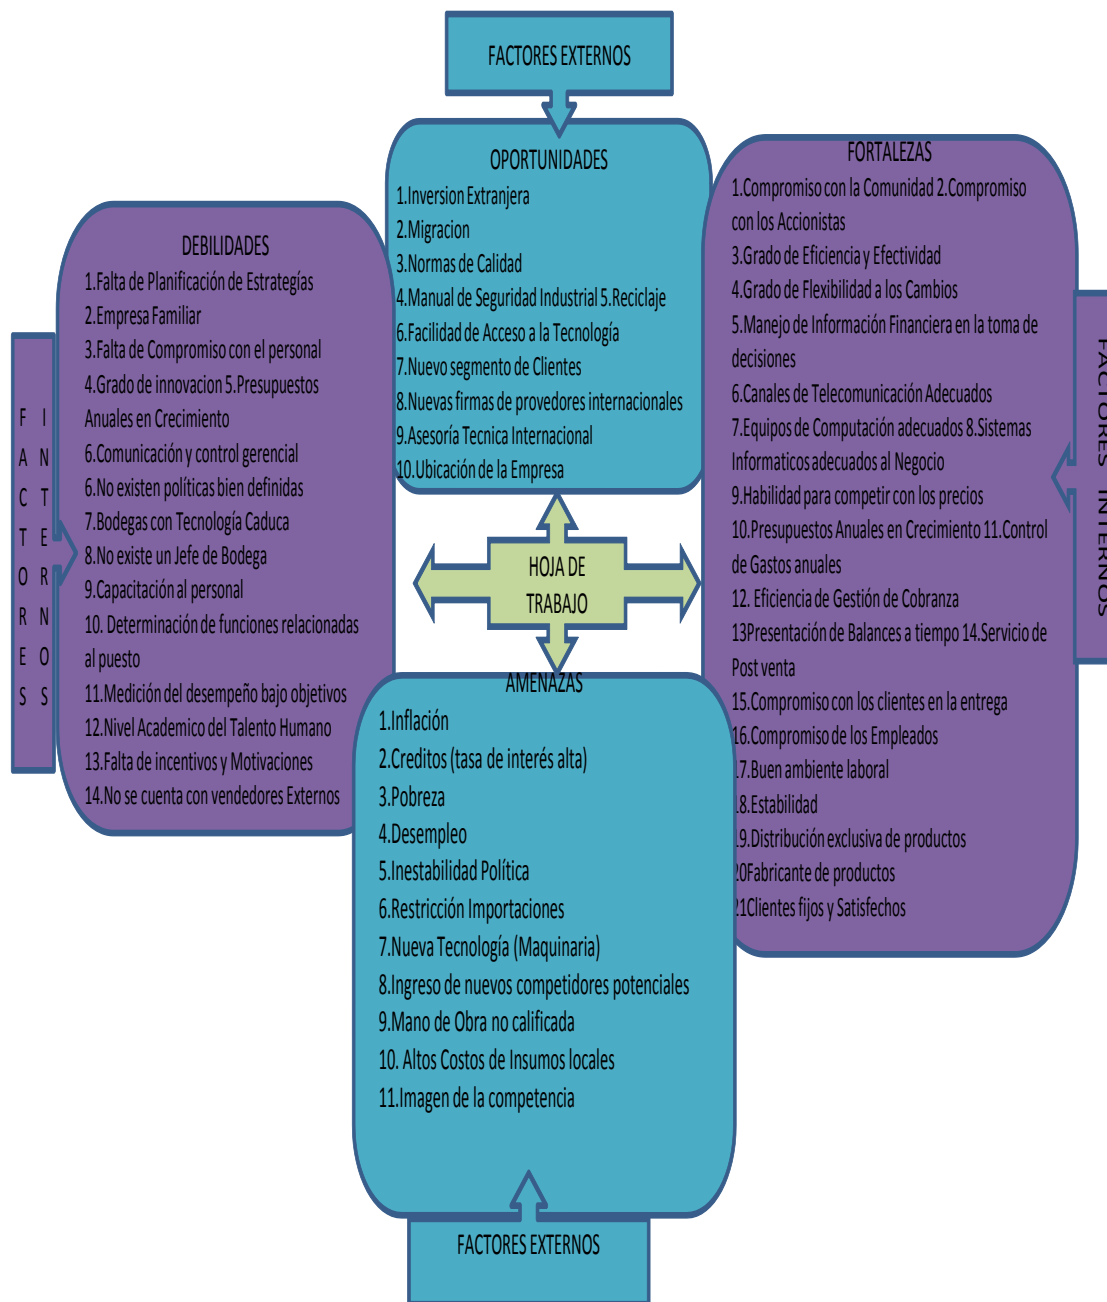 FACTORES EXTERNOS
OPORTUNIDADES
1.Inversion Extranjera
2.Migracion
3.Normas de Calidad
4.Manual de Seguridad Industrial 5.Reciclaje
6.Facilidad de Acceso a la Tecnología
7.Nuevo segmento de Clientes
8.Nuevas firmas de provedores internacionales
9.Asesoría Tecnica Internacional
10.Ubicación de la Empresa
FORTALEZAS
1.Compromiso con la Comunidad 2.Compromiso
con los Accionistas
3.Grado de Eficiencia y Efectividad
4.Grado de Flexibilidad a los Cambios
5.Manejo de Información Financiera en la toma de
decisiones
6.Canales de Telecomunicación Adecuados
7.Equipos de Computación adecuados 8.Sistemas
Informaticos adecuados al Negocio
9.Habilidad para competir con los precios
10.Presupuestos Anuales en Crecimiento 11.Control
de Gastos anuales
12. Eficiencia de Gestión de Cobranza
13Presentación de Balances a tiempo 14.Servicio de
Post venta
15.Compromiso con los clientes en la entrega
16.Compromiso de los Empleados
17.Buen ambiente laboral
18.Estabilidad
19.Distribución exclusiva de productos
20Fabricante de productos
21Clientes fijos y Satisfechos
FACTORES INTERNOS
DEBILIDADES
1.Falta de Planificación de Estrategías
2.Empresa Familiar
3.Falta de Compromiso con el personal
4.Grado de innovacion 5.Presupuestos
Anuales en Crecimiento
6.Comunicación y control gerencial
6.No existen políticas bien definidas
7.Bodegas con Tecnología Caduca
8.No existe un Jefe de Bodega
9.Capacitación al personal
10. Determinación de funciones relacionadas
al puesto
11.Medición del desempeño bajo objetivos
12.Nivel Academico del Talento Humano
13.Falta de incentivos y Motivaciones
14.No se cuenta con vendedores Externos
FACTORES
INTERNOS
HOJA DE
TRABAJO
AMENAZAS
1.Inflación
2.Creditos (tasa de interés alta)
3.Pobreza
4.Desempleo
5.Inestabilidad Política
6.Restricción Importaciones
7.Nueva Tecnología (Maquinaria)
8.Ingreso de nuevos competidores potenciales
9.Mano de Obra no calificada
10. Altos Costos de Insumos locales
11.Imagen de la competencia
FACTORES EXTERNOS